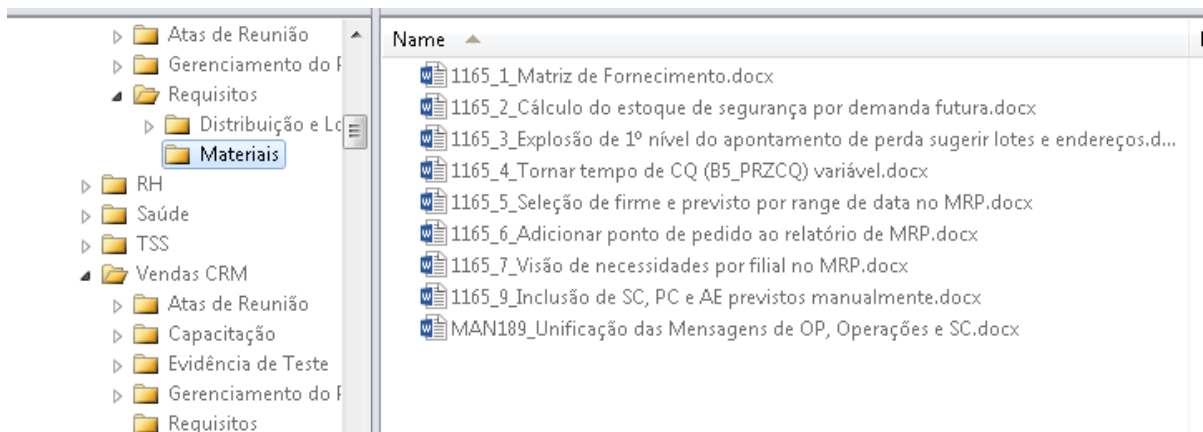 Atas de Reunião
Gerenciamento do
Requisitos
Distribuição e
Materiais
RH
Saúde
TSS
Vendas CRM
Atas de Reunião
Capacitação
Evidência de Teste
Gerenciamento do
Requisitos
Name
1165_1_Matriz de Fornecimento.docx
1165_2_Cálculo do estoque de segurança por demanda futura.docx
1165_3_Explosão de 1º nível do apontamento de perda sugerir lotes e endereços.d...
1165_4_Tornar tempo de CQ (B5_PRZCQ) variável.docx
1165_5_Seleção de firme e previsto por range de data no MRP.docx
1165_6_Adicionar ponto de pedido ao relatório de MRP.docx
1165_7_Visão de necessidades por filial no MRP.docx
1165_9_Inclusão de SC, PC e AE previstos manualmente.docx
MAN189_Unificação das Mensagens de OP, Operações e SC.docx